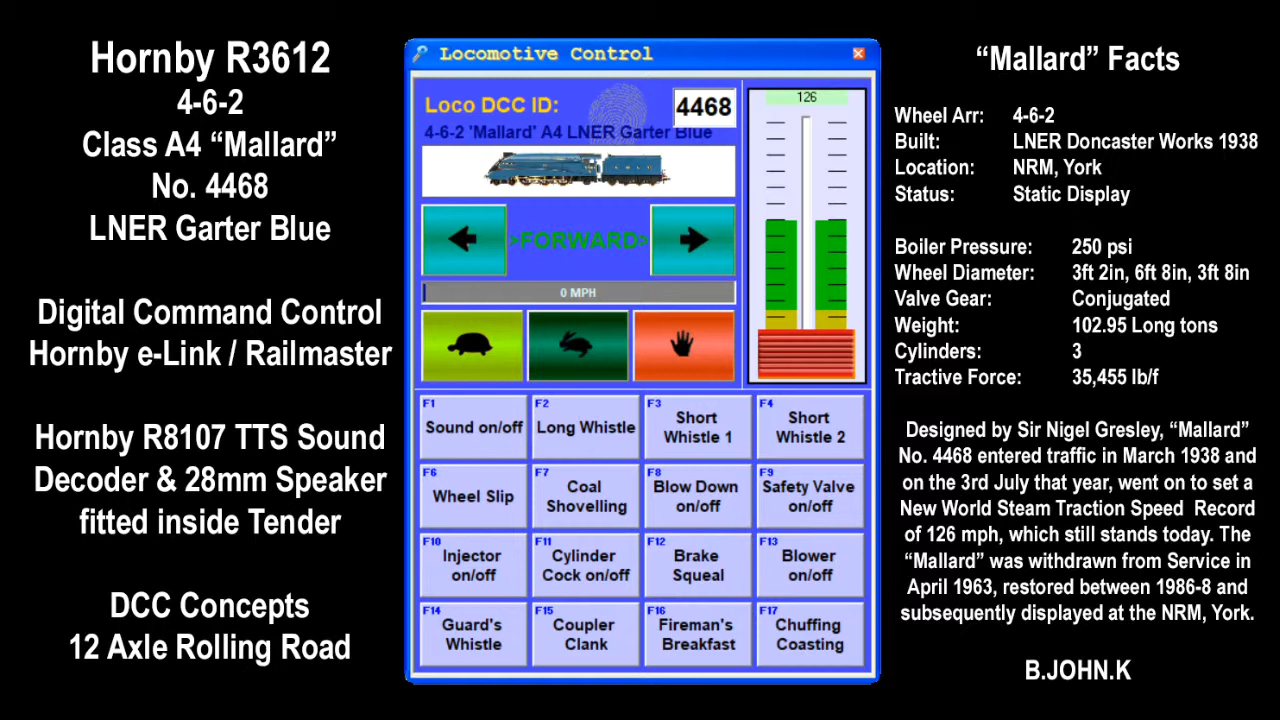 Hornby R3612
4-6-2
Class A4 “Mallard”
No. 4468
LNER Garter Blue
Digital Command Control
Hornby e-Link / Railmaster
Hornby R8107 TTS Sound
Decoder & 28mm Speaker
fitted inside Tender
DCC Concepts
12 Axle Rolling Road
Locomotive Control
Loco DCC ID:
4468
4-6-2 'Mallard' A4 LNER Garter Blue
>FORWARD>
0 MPH
126
F1
Sound on/off
F2
Long Whistle
F3
Short
Whistle 1
F4
Short
Whistle 2
F6
Wheel Slip
F7
Coal
Shovelling
F8
Blow Down
on/off
F9
Safety Valve
on/off
F10
Injector
on/off
F11
Cylinder
Cock on/off
F12
Brake
Squeal
F13
Blower
on/off
F14
Guard's
Whistle
F15
Coupler
Clank
F16
Fireman's
Breakfast
F17
Chuffing
Coasting
“Mallard” Facts
Wheel Arr: 4-6-2
Built: LNER Doncaster Works 1938
Location: NRM, York
Status: Static Display
Boiler Pressure: 250 psi
Wheel Diameter: 3ft 2in, 6ft 8in, 3ft 8in
Valve Gear: Conjugated
Weight: 102.95 Long tons
Cylinders: 3
Tractive Force: 35,455 lb/f
Designed by Sir Nigel Gresley, “Mallard”
No. 4468 entered traffic in March 1938 and
on the 3rd July that year, went on to set a
New World Steam Traction Speed Record
of 126 mph, which still stands today. The
“Mallard” was withdrawn from Service in
April 1963, restored between 1986-8 and
subsequently displayed at the NRM, York.
B.JOHN.K